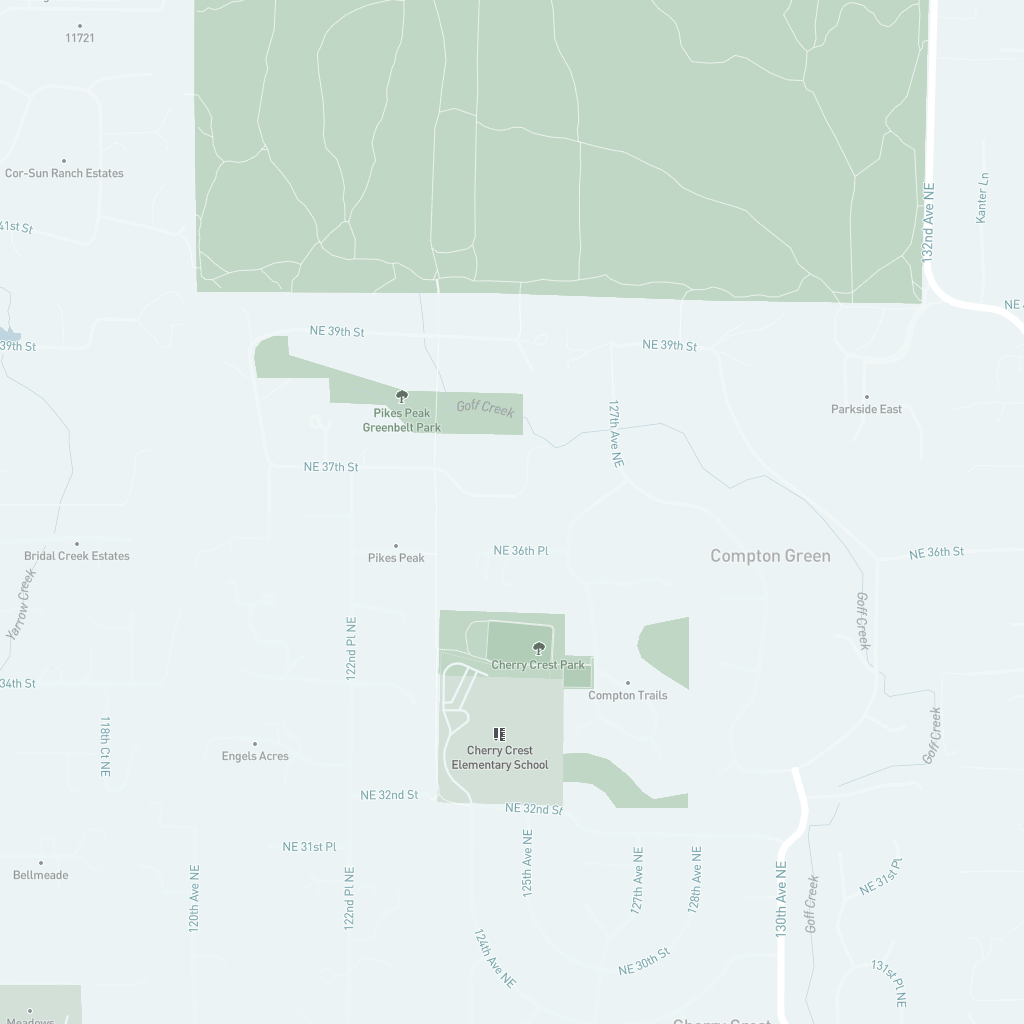 11721
Cor-Sun Ranch Estates
41st St
132nd Ave NE
Kanter Ln
NE
39th St
NE 39th St
NE 39th St
Pikes Peak
Greenbelt Park
Goff Creek
Parkside East
127th Ave NE
NE 37th St
Bridal Creek Estates
Pikes Peak
NE 36th Pl
Compton Green
NE 36th St
Yarrow Creek
Goff Creek
122nd Pl NE
Cherry Crest Park
34th St
Compton Trails
118th Ct NE
Goff Creek
Engels Acres
Cherry Crest
Elementary School
NE 32nd St
NE 32nd St
NE 31st Pl
125th Ave NE
Bellmeade
120th Ave NE
122nd Pl NE
127th Ave NE
128th Ave NE
130th Ave NE
Goff Creek
NE 31st Pl
124th Ave NE
NE 30th St
131st Pl NE
Meadows
Cherry Crest